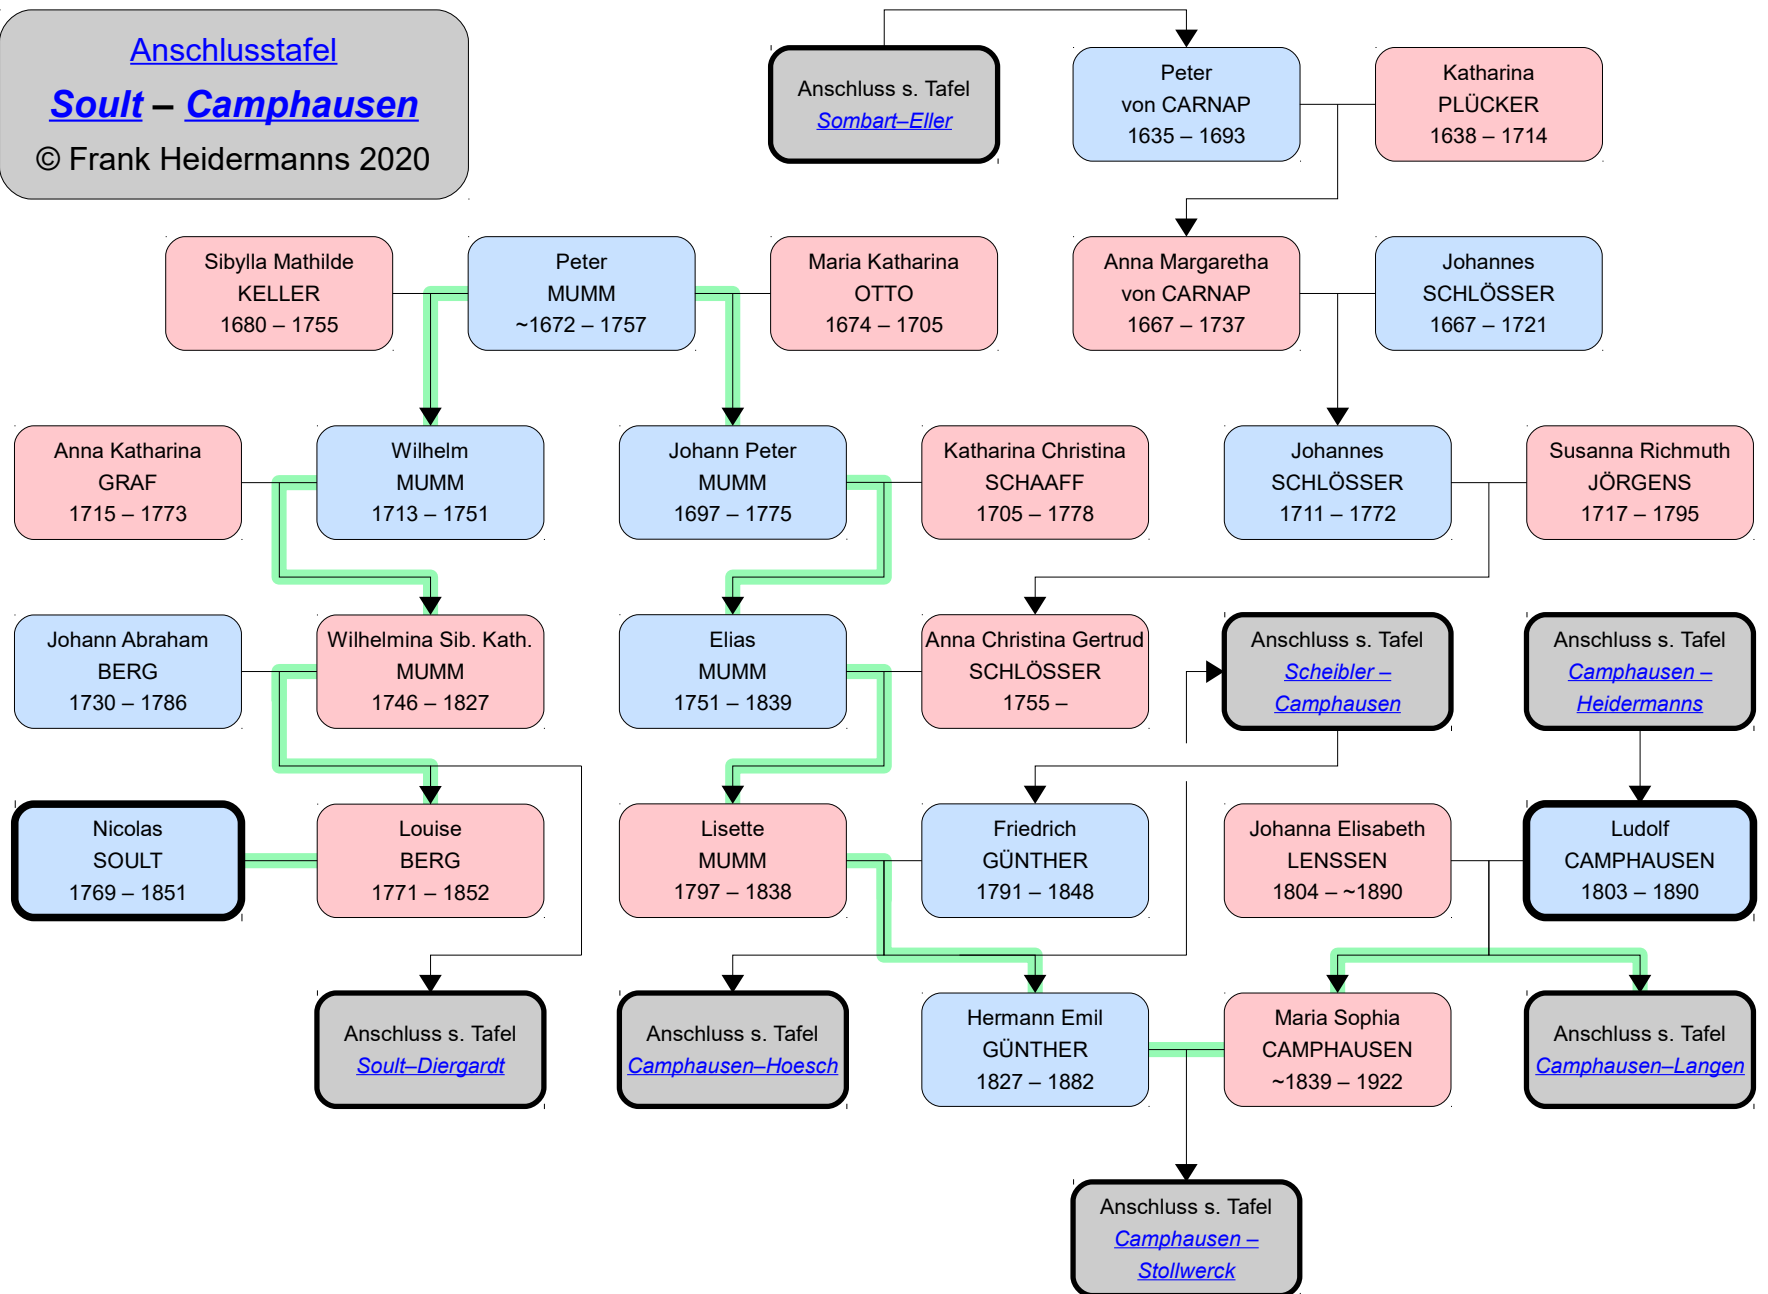 Anschlusstafel
Soult – Camphausen
© Frank Heidermanns 2020
Anschluss s. Tafel
Sombart–Eller
Peter
von CARNAP
1635 – 1693
Katharina
PLÜCKER
1638 – 1714
Sibylla Mathilde
KELLER
1680 – 1755
Peter
MUMM
~1672 – 1757
Maria Katharina
OTTO
1674 – 1705
Anna Margaretha
von CARNAP
1667 – 1737
Johannes
SCHLÖSSER
1667 – 1721
Anna Katharina
GRAF
1715 – 1773
Wilhelm
MUMM
1713 – 1751
Johann Peter
MUMM
1697 – 1775
Katharina Christina
SCHAAFF
1705 – 1778
Johannes
SCHLÖSSER
1711 – 1772
Susanna Richmuth
JÖRGENS
1717 – 1795
Johann Abraham
BERG
1730 – 1786
Wilhelmina Sib. Kath.
MUMM
1746 – 1827
Elias
MUMM
1751 – 1839
Anna Christina Gertrud
SCHLÖSSER
1755 –
Anschluss s. Tafel
Scheibler –
Camphausen
Anschluss s. Tafel
Camphausen –
Heidermanns
Nicolas
SOULT
1769 – 1851
Louise
BERG
1771 – 1852
Lisette
MUMM
1797 – 1838
Friedrich
GÜNTHER
1791 – 1848
Johanna Elisabeth
LENSSEN
1804 – ~1890
Ludolf
CAMPHAUSEN
1803 – 1890
Anschluss s. Tafel
Soult–Diergardt
Anschluss s. Tafel
Camphausen–Hoesch
Hermann Emil
GÜNTHER
1827 – 1882
Maria Sophia
CAMPHAUSEN
~1839 – 1922
Anschluss s. Tafel
Camphausen–Langen
Anschluss s. Tafel
Camphausen –
Stollwerck